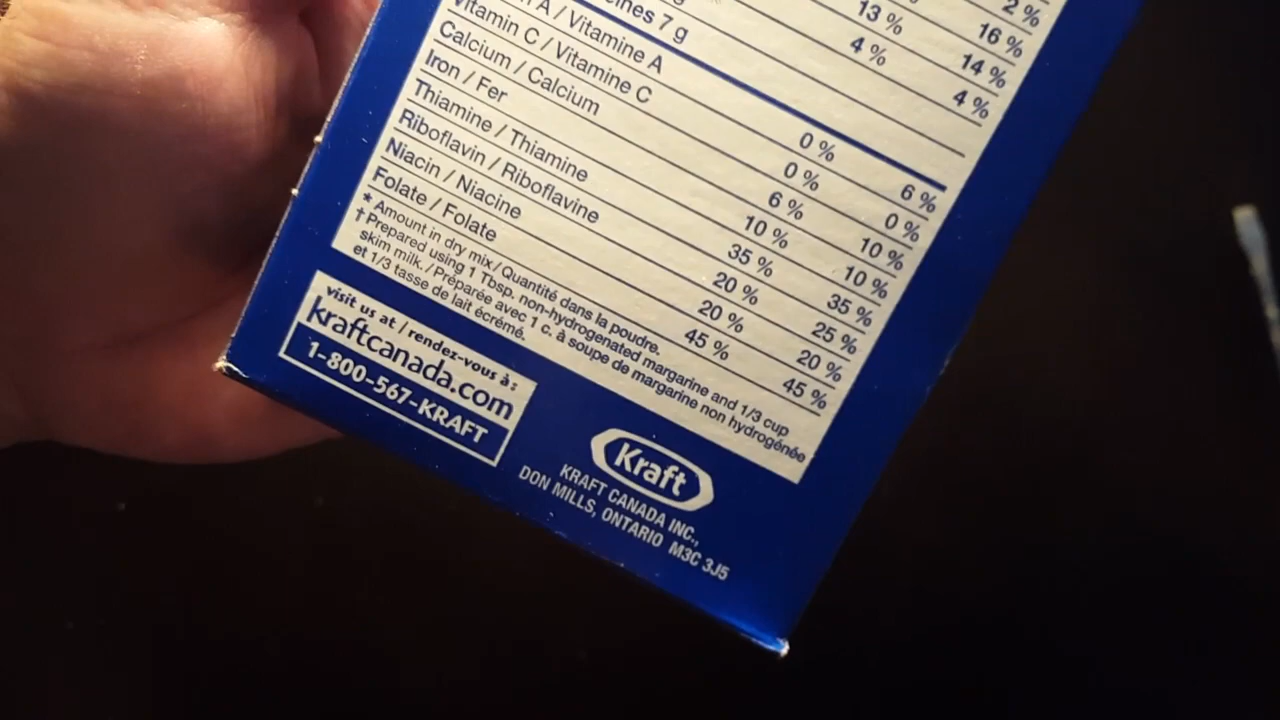 2 %
16 %
13 % 14 %
4 % 4 %
7 g
A / Vitamine A 0 % 6 %
Vitamin C / Vitamine C 0 % 0 %
Calcium / Calcium 6 % 10 %
Iron / Fer 10 % 10 %
Thiamine / Thiamine 35 % 35 %
Riboflavin / Riboflavine 20 % 25 %
Niacin / Niacine 20 % 20 %
Folate / Folate 45 % 45 %
* Amount in dry mix / Quantité dans la poudre.
† Prepared using 1 Tbsp. non-hydrogenated margarine and 1/3 cup
skim milk. / Préparée avec 1 c. à soupe de margarine non hydrogénée
et 1/3 tasse de lait écrémé.
visit us at / rendez-vous à :
kraftcanada.com
1-800-567-KRAFT
Kraft
KRAFT CANADA INC.,
DON MILLS, ONTARIO M3C 3J5